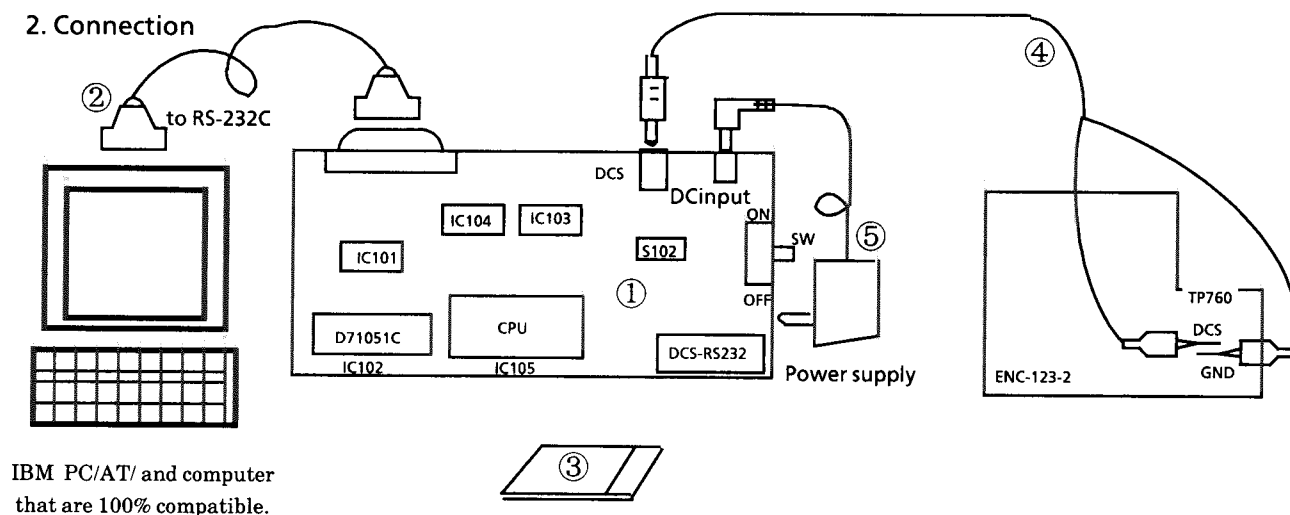 2. Connection
②
to RS-232C
④
DCS
DCinput
IC104
IC103
ON
SW
⑤
IC101
S102
①
OFF
TP760
D71051C
CPU
DCS-RS232
DCS
GND
IC102
IC105
Power supply
ENC-123-2
③
IBM PC/AT/ and computer
that are 100% compatible.